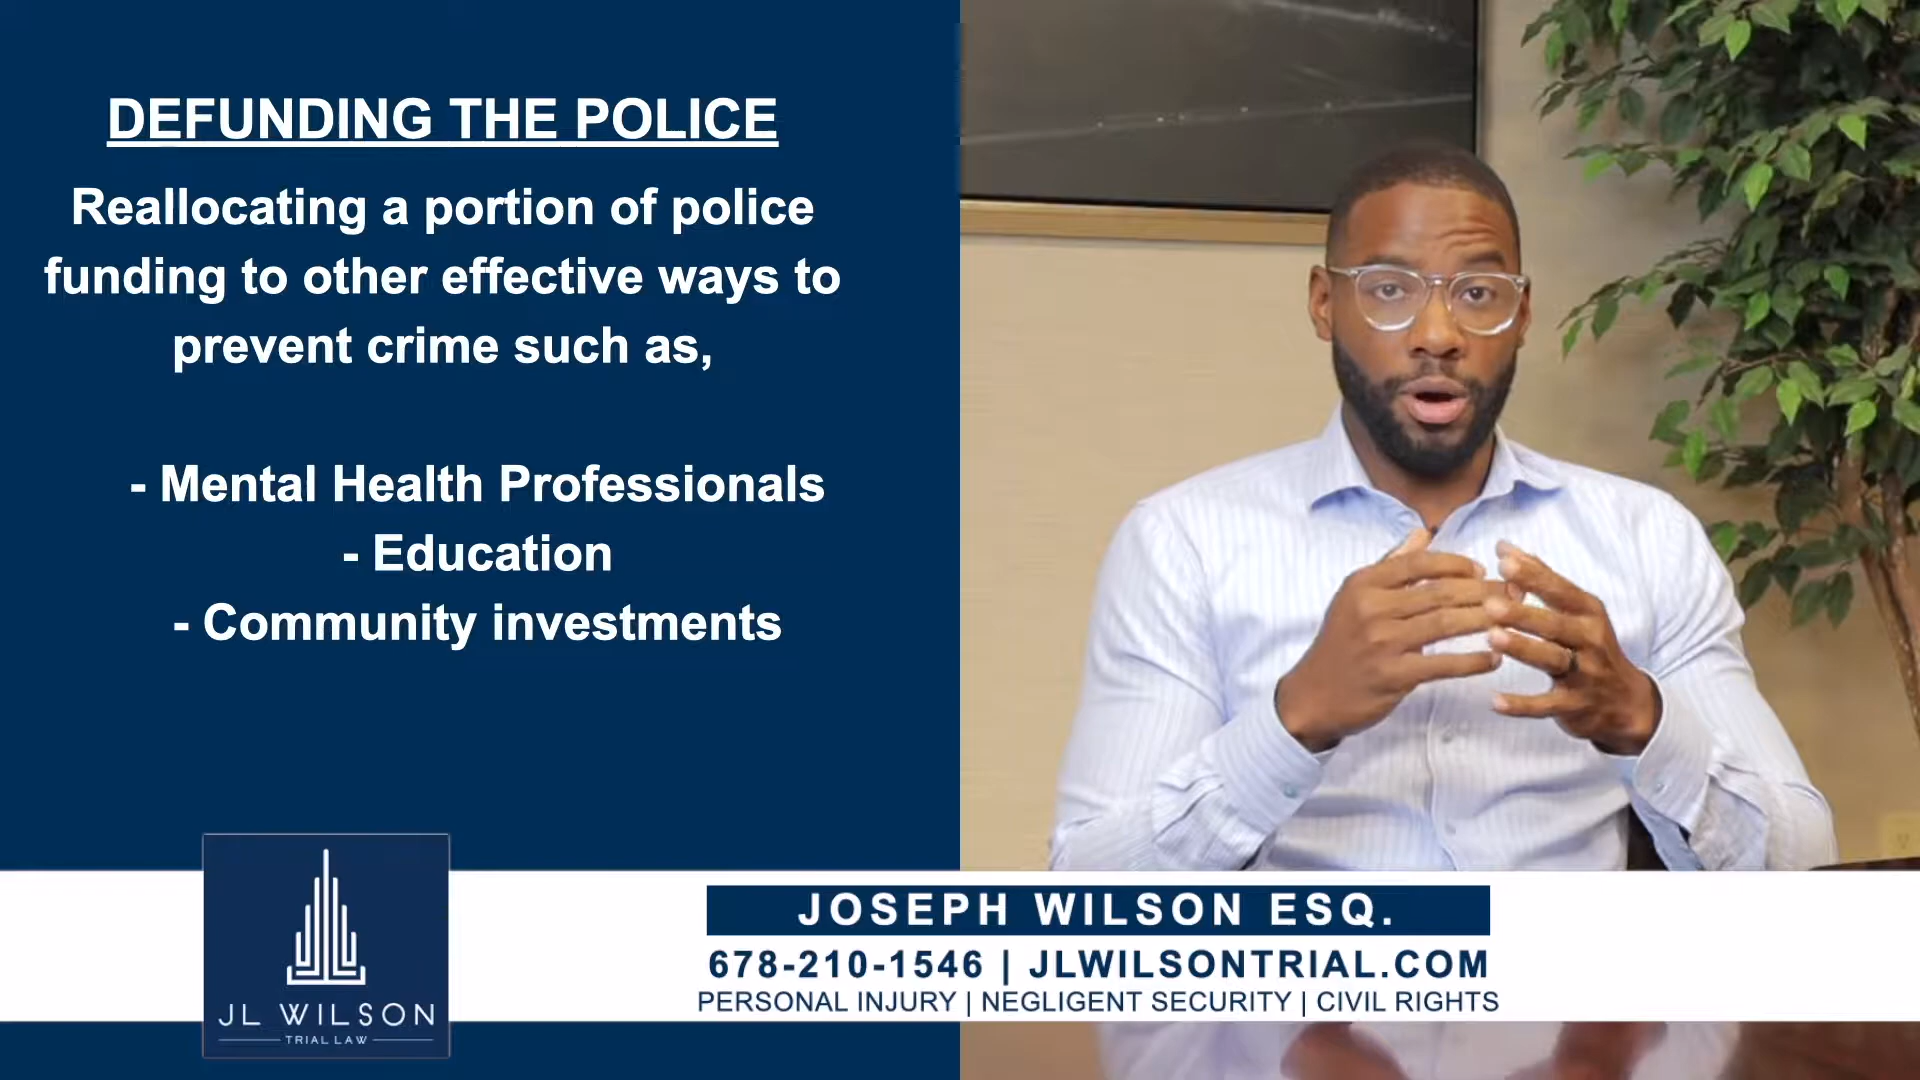 DEFUNDING THE POLICE
Reallocating a portion of police
funding to other effective ways to
prevent crime such as,
- Mental Health Professionals
- Education
- Community investments
JL WILSON
TRIAL LAW
JOSEPH WILSON ESQ.
678-210-1546 | JLWILSONTRIAL.COM
PERSONAL INJURY | NEGLIGENT SECURITY | CIVIL RIGHTS